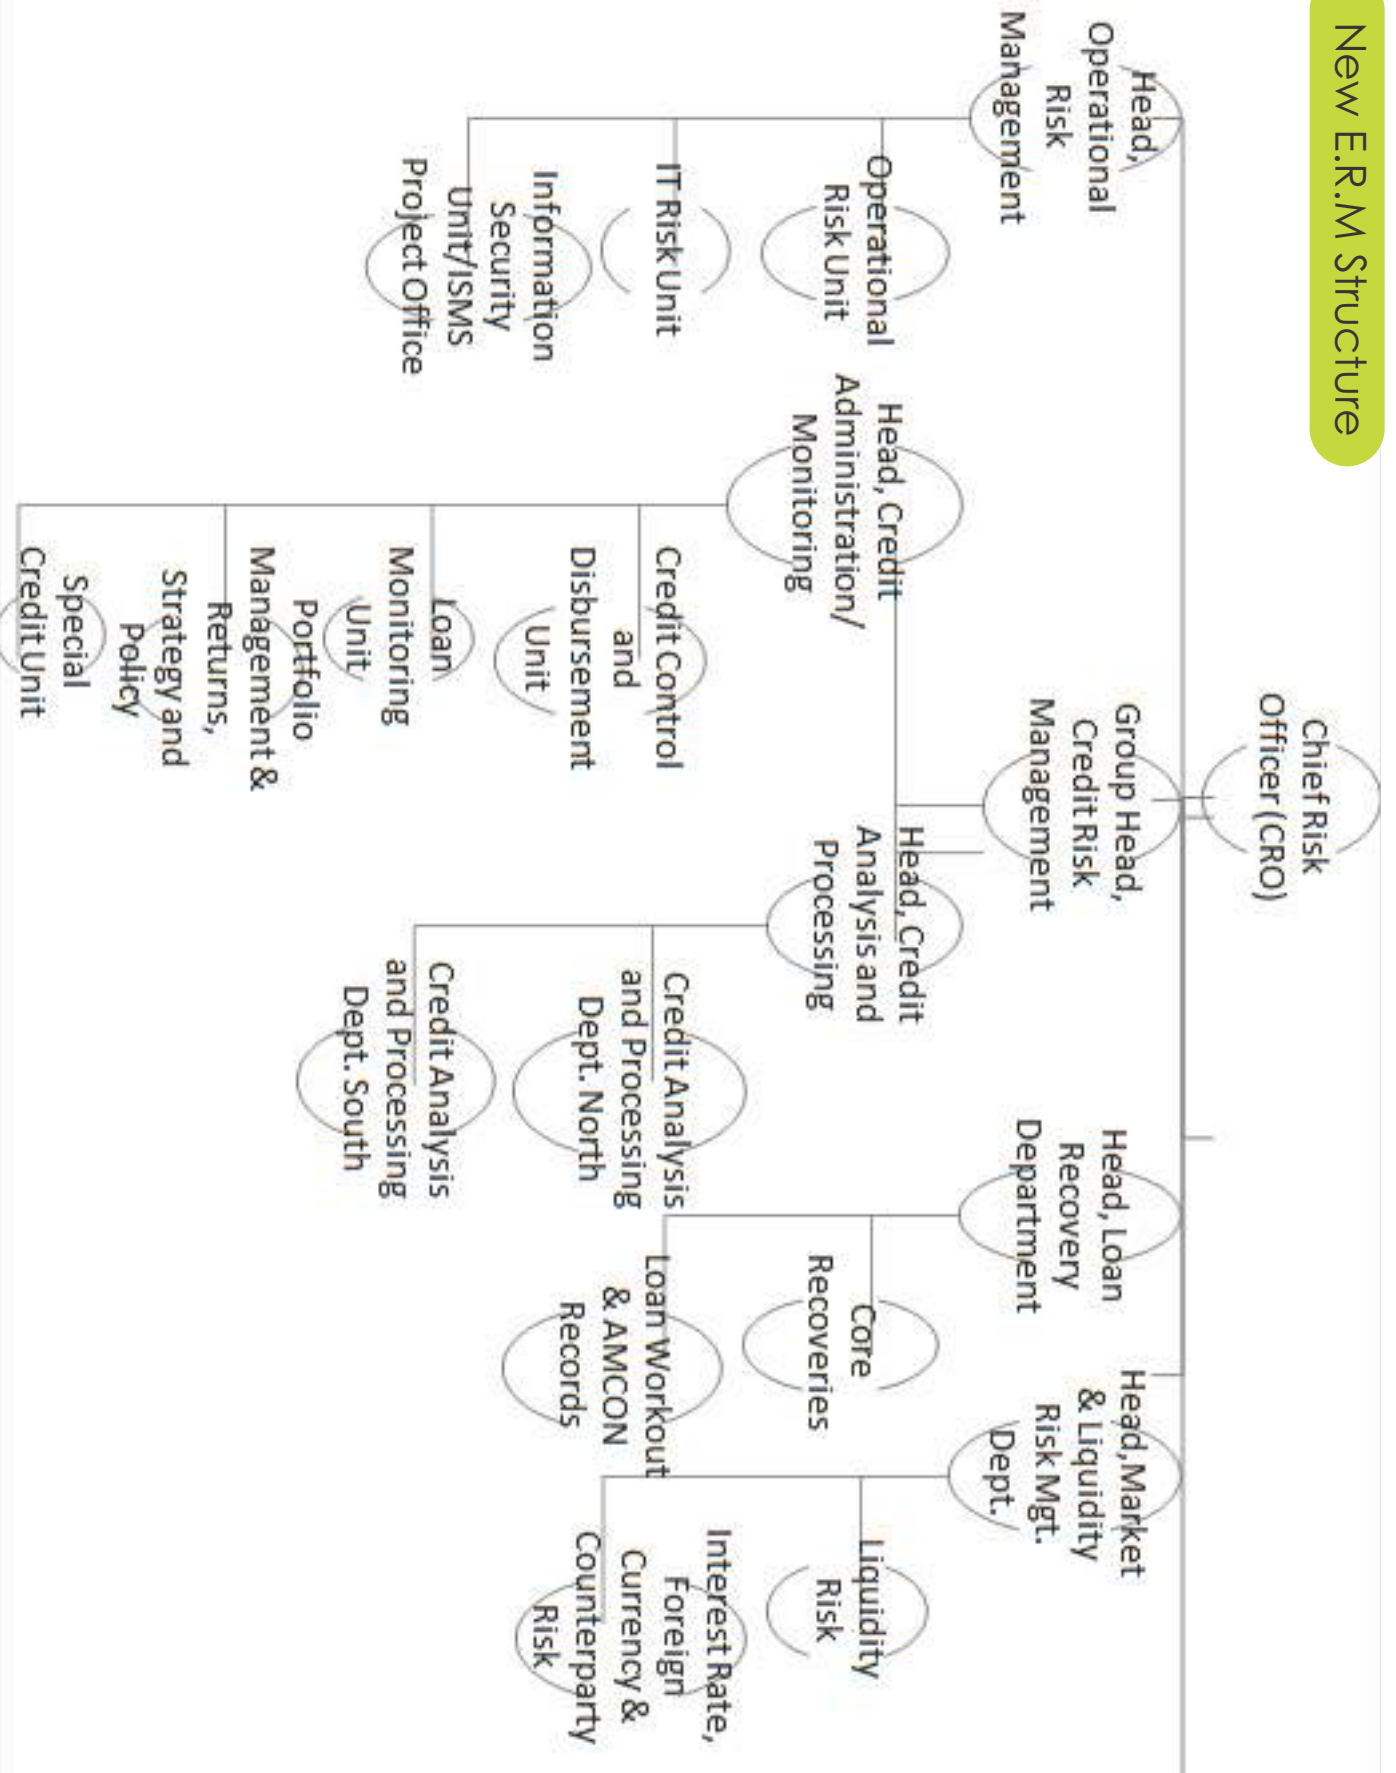 New E.R.M Structure
Chief Risk
Officer (CRO)
Head,
Operational
Risk
Management
Operational
Risk Unit
IT Risk Unit
Information
Security
Unit/ISMS
Project Office
Group Head,
Credit Risk
Management
Head, Credit
Administration/
Monitoring
Credit Control
and
Disbursement
Unit
Loan
Monitoring
Unit
Portfolio
Management &
Returns,
Strategy and
Policy
Special
Credit Unit
Head, Credit
Analysis and
Processing
Credit Analysis
and Processing
Dept. North
Credit Analysis
and Processing
Dept. South
Head, Loan
Recovery
Department
Core
Recoveries
Loan Workout
& AMCON
Records
Head, Market
& Liquidity
Risk Mgt.
Dept.
Liquidity
Risk
Interest Rate,
Foreign
Currency &
Counterparty
Risk